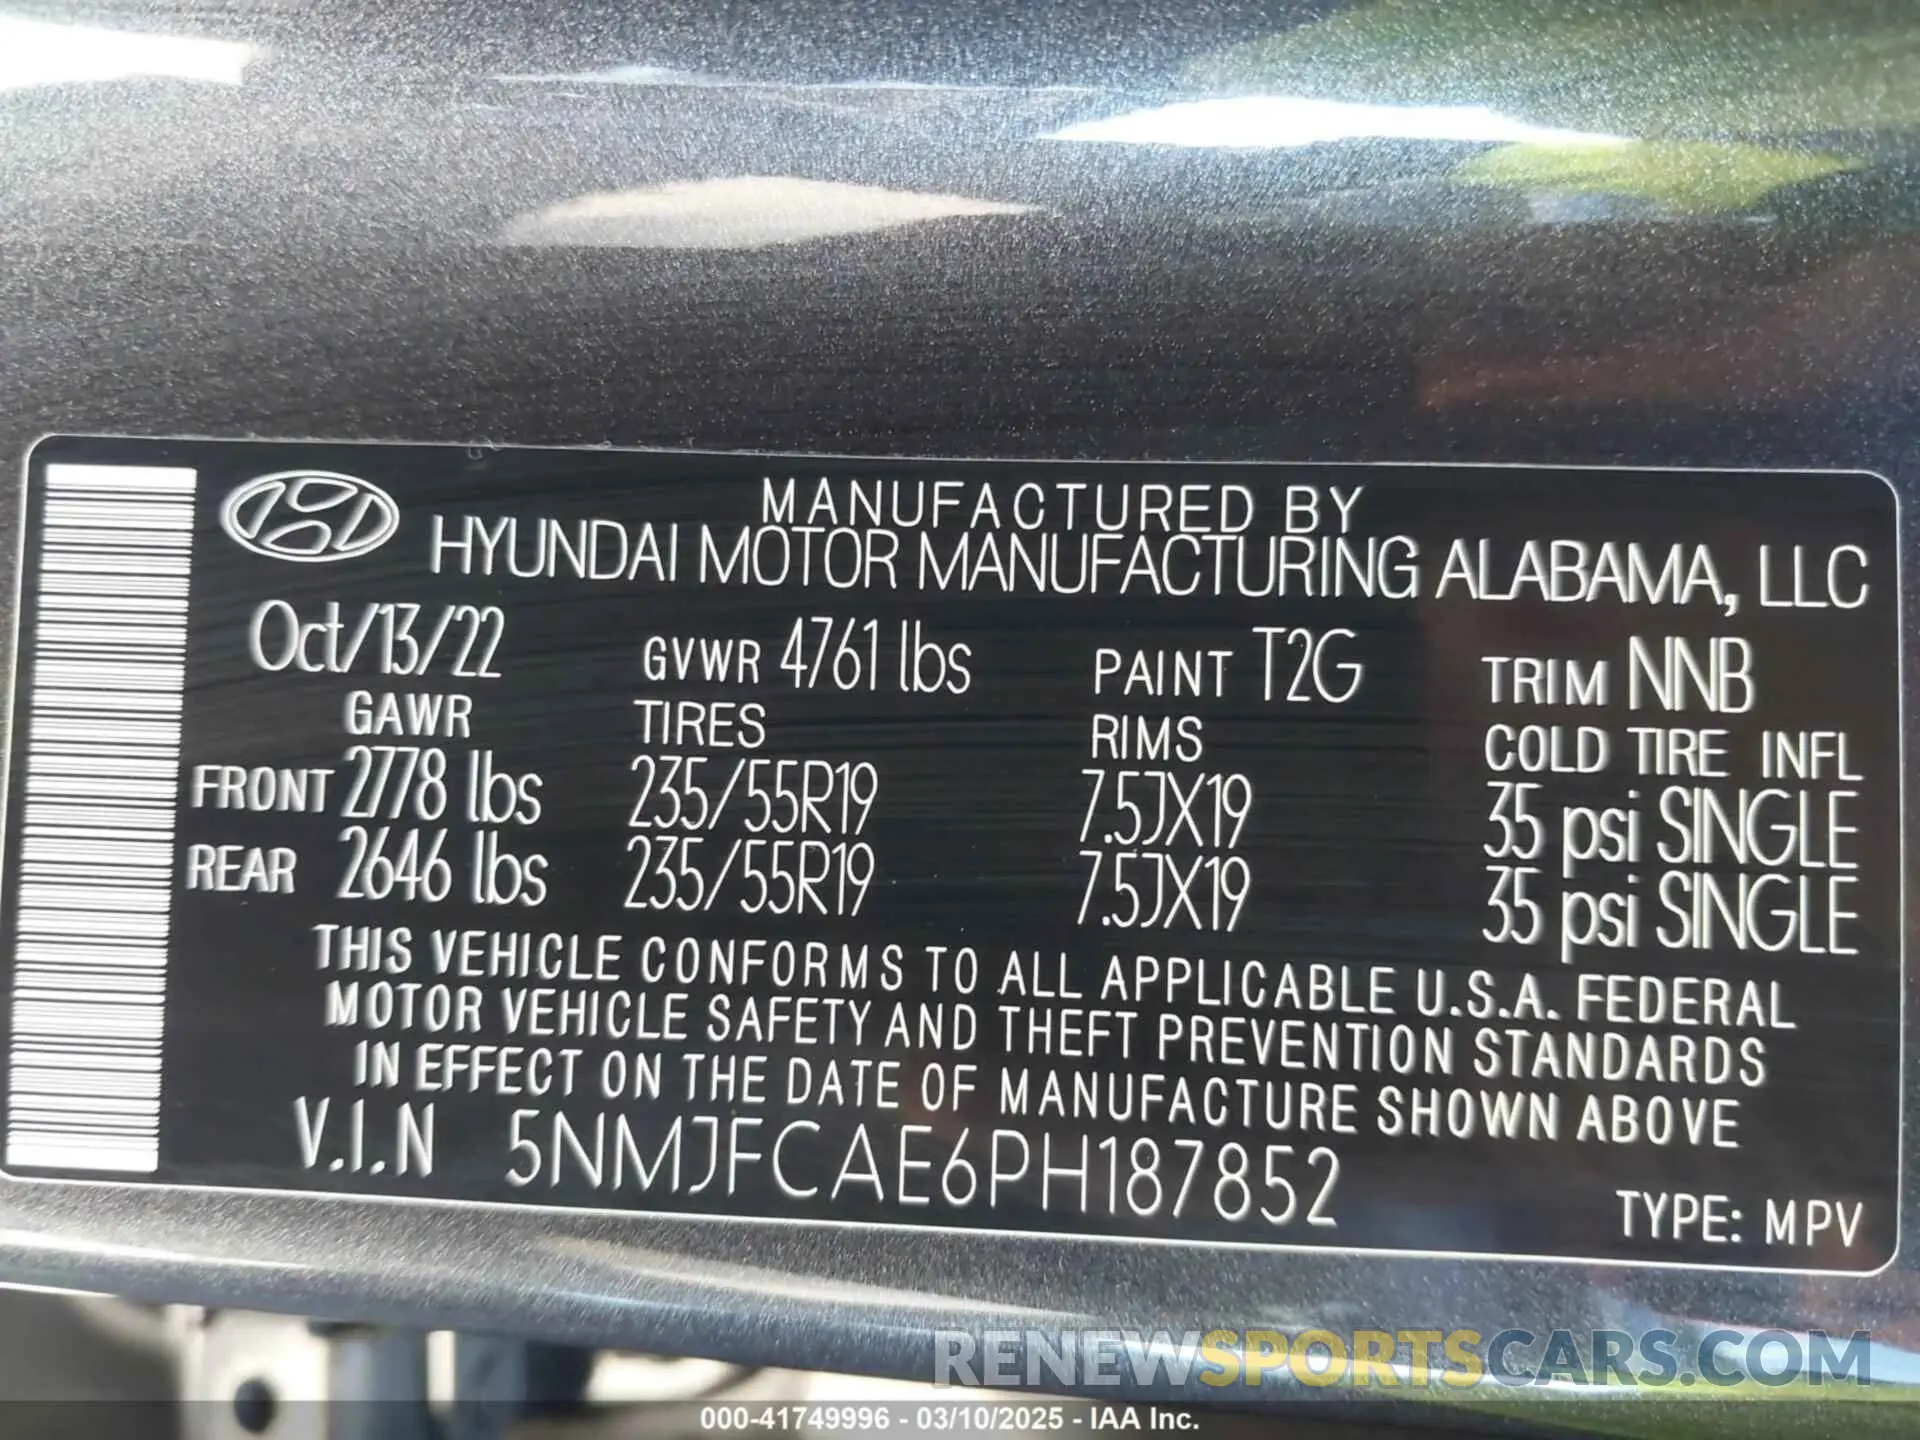 MANUFACTURED BY
HYUNDAI MOTOR MANUFACTURING ALABAMA, LLC
Oct/13/22 GVWR 4761 lbs PAINT T2G TRIM NNB
GAWR TIRES RIMS COLD TIRE INFL
FRONT 2778 lbs 235/55R19 7.5JX19 35 psi SINGLE
REAR 2646 lbs 235/55R19 7.5JX19 35 psi SINGLE
THIS VEHICLE CONFORMS TO ALL APPLICABLE U.S.A. FEDERAL
MOTOR VEHICLE SAFETY AND THEFT PREVENTION STANDARDS
IN EFFECT ON THE DATE OF MANUFACTURE SHOWN ABOVE
V.I.N 5NMJFCAE6PH187852
TYPE: MPV
RENEWSPORTSCARS.COM
000-41749996 - 03/10/2025 - IAA Inc.